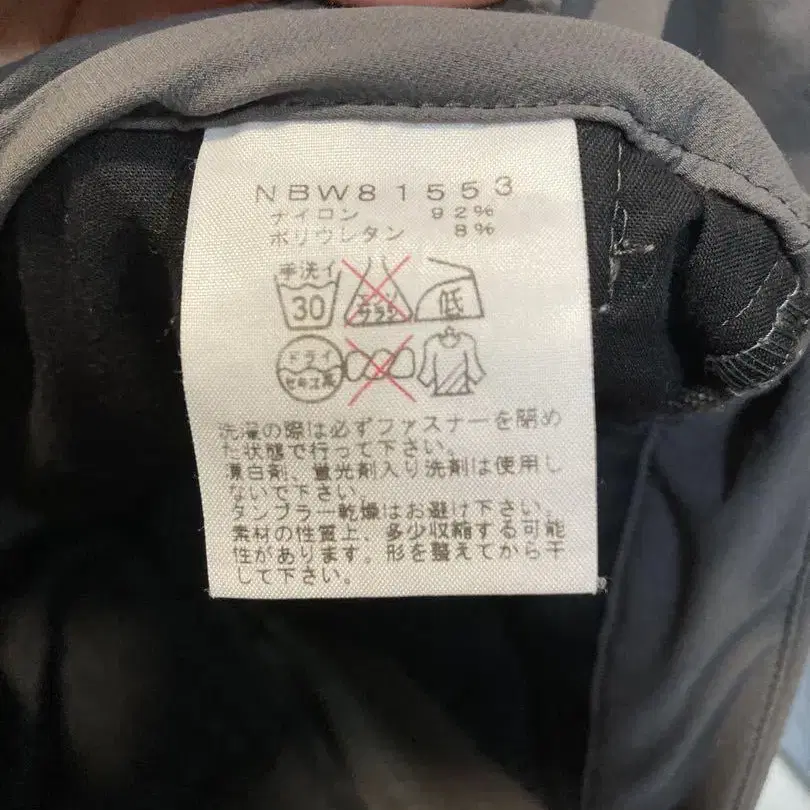 NBW81553
ナイロン 92%
ポリウレタン 8%
手洗イ
30
エンソ
サラシ
低
ドライ
セキユ系
洗濯の際は必ずファスナーを閉め
た状態で行って下さい。
漂白剤、蛍光剤入り洗剤は使用し
ないで下さい。
タンブラー乾燥はお避け下さい。
素材の性質上、多少収縮する可能
性があります。形を整えてから干
して下さい。